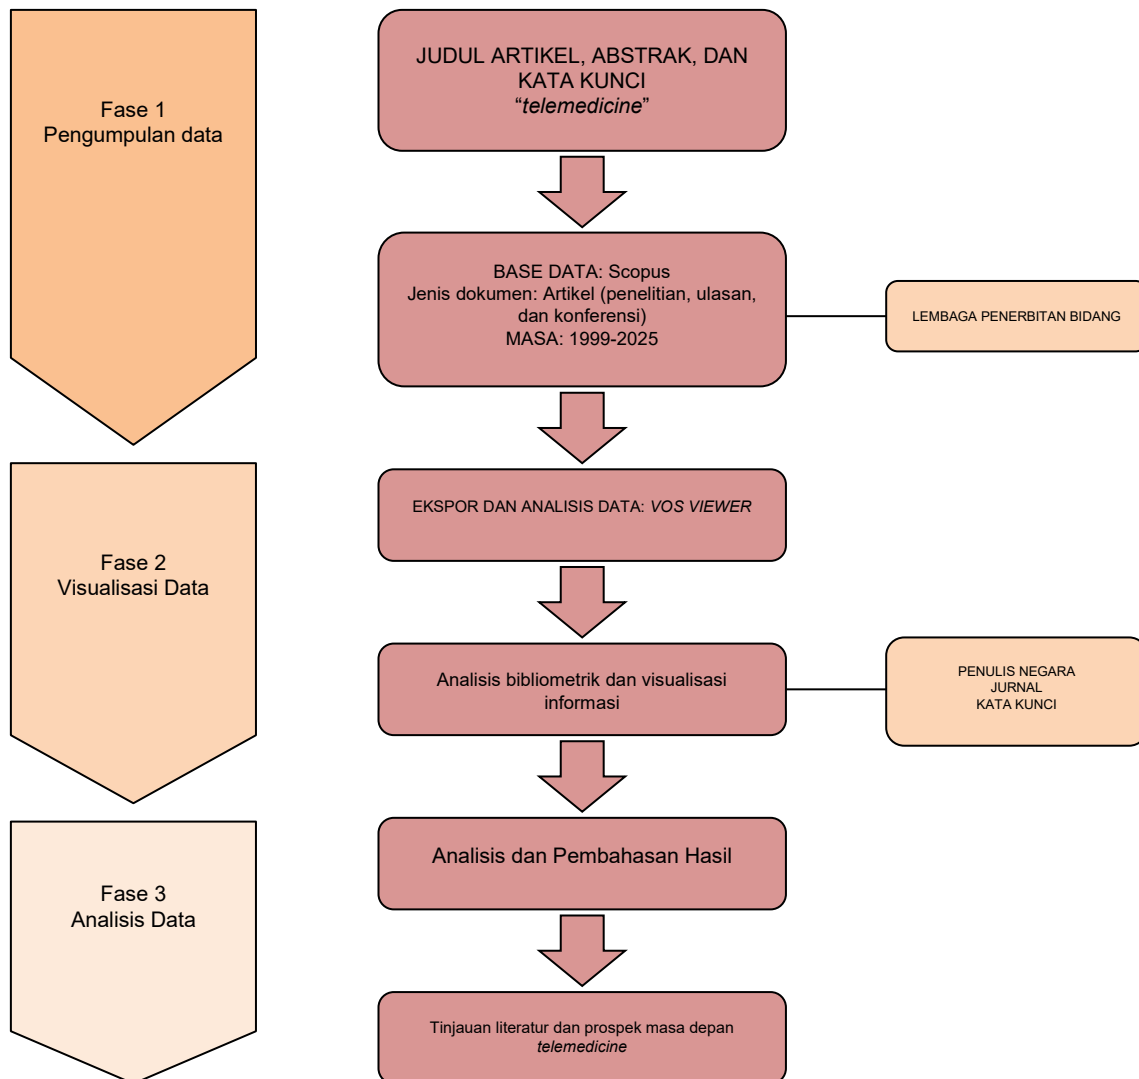 Fase 1
Pengumpulan data
JUDUL ARTIKEL, ABSTRAK, DAN
KATA KUNCI
“telemedicine”
BASE DATA: Scopus
Jenis dokumen: Artikel (penelitian, ulasan,
dan konferensi)
MASA: 1999-2025
LEMBAGA PENERBITAN BIDANG
Fase 2
Visualisasi Data
EKSPOR DAN ANALISIS DATA: VOS VIEWER
Analisis bibliometrik dan visualisasi
informasi
PENULIS NEGARA
JURNAL
KATA KUNCI
Fase 3
Analisis Data
Analisis dan Pembahasan Hasil
Tinjauan literatur dan prospek masa depan
telemedicine